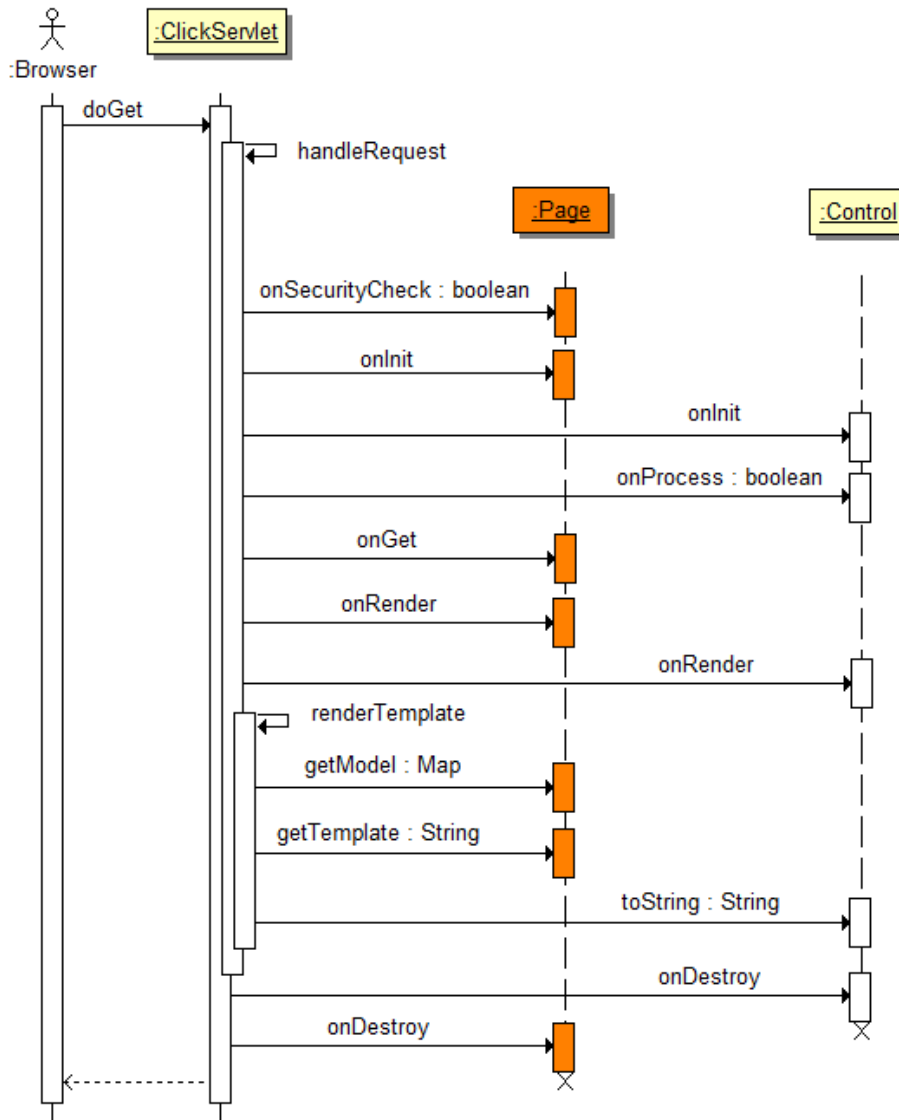 :ClickServlet
:Browser
doGet
handleRequest
:Page
:Control
onSecurityCheck : boolean
onInit
onInit
onProcess : boolean
onGet
onRender
onRender
renderTemplate
getModel : Map
getTemplate : String
toString : String
onDestroy
onDestroy